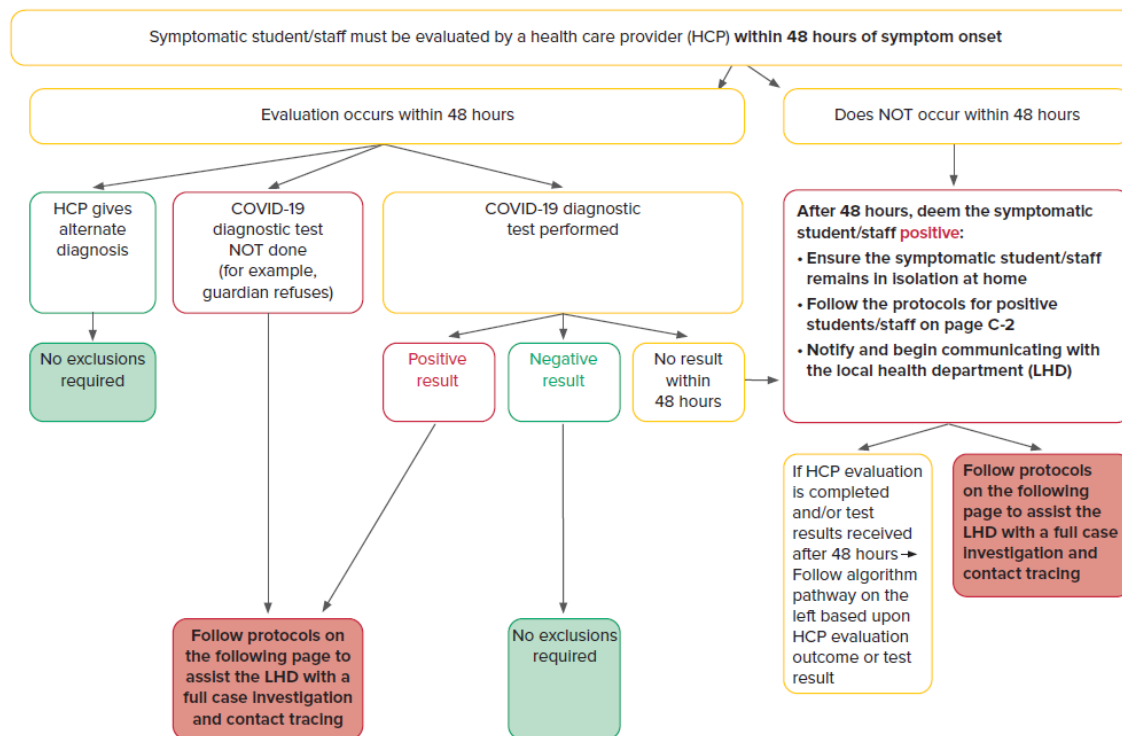 Symptomatic student/staff must be evaluated by a health care provider (HCP) within 48 hours of symptom onset
Evaluation occurs within 48 hours
Does NOT occur within 48 hours
HCP gives
alternate
diagnosis
COVID-19
diagnostic test
NOT done
(for example,
guardian refuses)
COVID-19 diagnostic
test performed
After 48 hours, deem the symptomatic
student/staff positive:
• Ensure the symptomatic student/staff
remains in isolation at home
• Follow the protocols for positive
students/staff on page C-2
• Notify and begin communicating with
the local health department (LHD)
No exclusions
required
Positive
result
Negative
result
No result
within
48 hours
If HCP evaluation
is completed
and/or test
results received
after 48 hours →
Follow algorithm
pathway on the
left based upon
HCP evaluation
outcome or test
result
Follow protocols
on the following
page to assist the
LHD with a full case
investigation and
contact tracing
Follow protocols on
the following page to
assist the LHD with a
full case investigation
and contact tracing
No exclusions
required